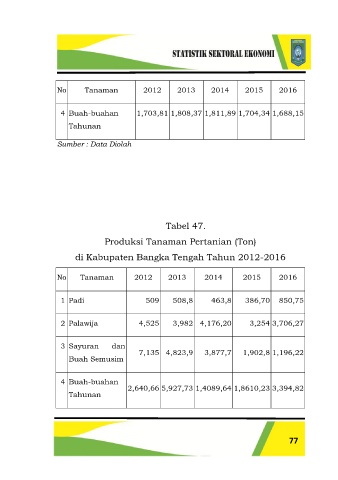 STATISTIK SEKTORAL EKONOMI
No Tanaman 2012 2013 2014 2015 2016
4 Buah-buahan Tahunan 1,703,81 1,808,37 1,811,89 1,704,34 1,688,15
Sumber : Data Diolah
Tabel 47.
Produksi Tanaman Pertanian (Ton)
di Kabupaten Bangka Tengah Tahun 2012-2016
No Tanaman 2012 2013 2014 2015 2016
1 Padi 509 508,8 463,8 386,70 850,75
2 Palawija 4,525 3,982 4,176,20 3,254 3,706,27
3 Sayuran dan Buah Semusim 7,135 4,823,9 3,877,7 1,902,8 1,196,22
4 Buah-buahan Tahunan 2,640,66 5,927,73 1,4089,64 1,8610,23 3,394,82
77